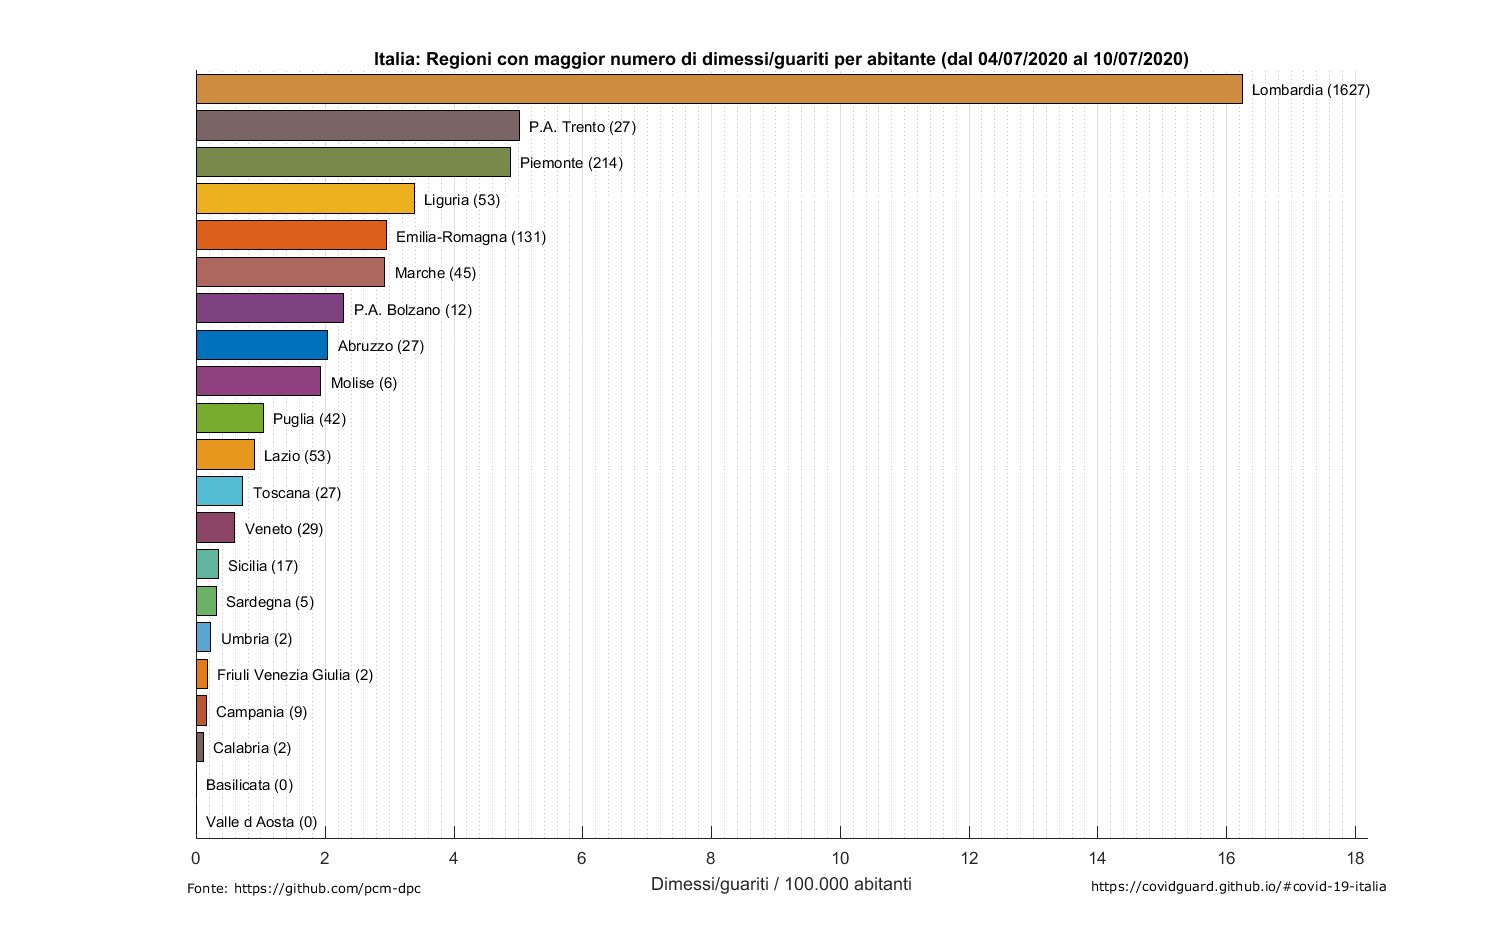 Italia: Regioni con maggior numero di dimessi/guariti per abitante (dal 04/07/2020 al 10/07/2020)
Lombardia (1627)
P.A. Trento (27)
Piemonte (214)
Liguria (53)
Emilia-Romagna (131)
Marche (45)
P.A. Bolzano (12)
Abruzzo (27)
Molise (6)
Puglia (42)
Lazio (53)
Toscana (27)
Veneto (29)
Sicilia (17)
Sardegna (5)
Umbria (2)
Friuli Venezia Giulia (2)
Campania (9)
Calabria (2)
Basilicata (0)
Valle d Aosta (0)
0 2 4 6 8 10 12 14 16 18
Dimessi/guariti / 100.000 abitanti
Fonte: https://github.com/pcm-dpc
https://covidguard.github.io/#covid-19-italia